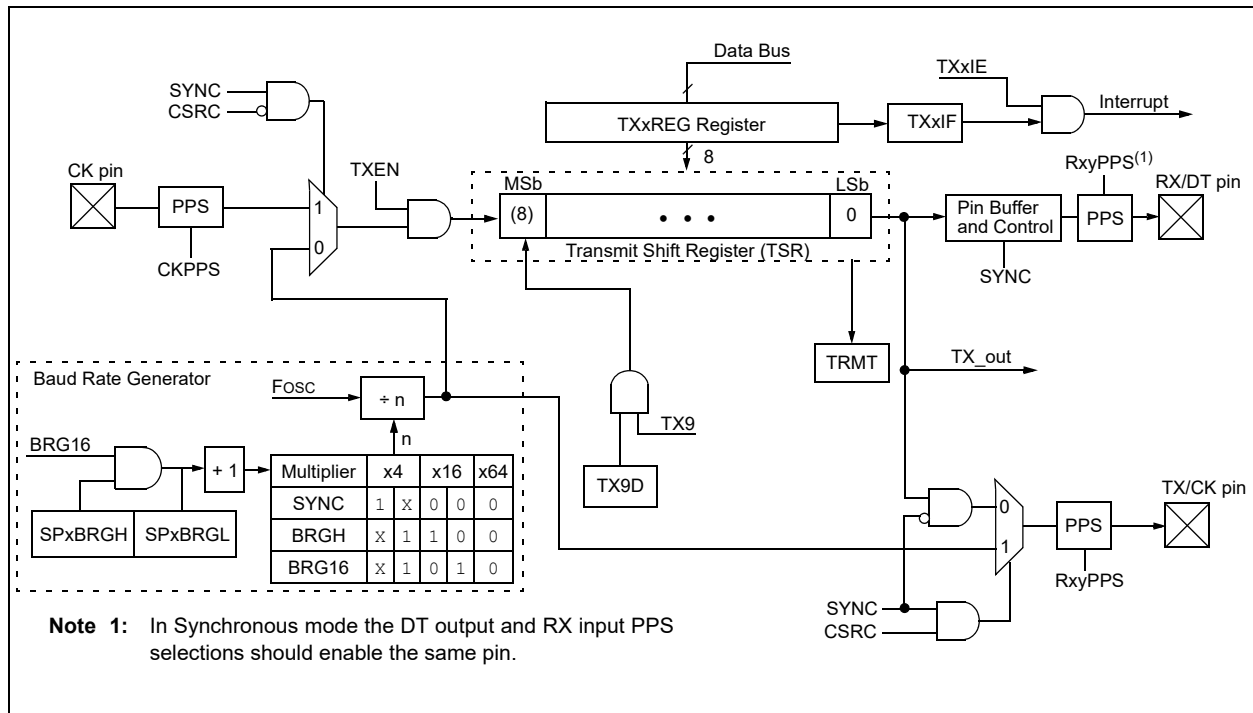 Data Bus
TXxIE
SYNC
CSRC
TXxREG Register
TXxIF
Interrupt
8
CK pin
TXEN
MSb
LSb
RxyPPS(1)
RX/DT pin
PPS
1
(8)
• • •
0
Pin Buffer
and Control
PPS
0
CKPPS
Transmit Shift Register (TSR)
SYNC
TRMT
TX_out
Baud Rate Generator
FOSC
÷ n
n
TX9
BRG16
+ 1
Multiplier x4 x16 x64
SYNC 1 X 0 0 0
BRGH X 1 1 0 0
BRG16 X 1 0 1 0
SPxBRGH SPxBRGL
TX9D
TX/CK pin
0
PPS
1
RxyPPS
SYNC
CSRC
Note 1: In Synchronous mode the DT output and RX input PPS
selections should enable the same pin.